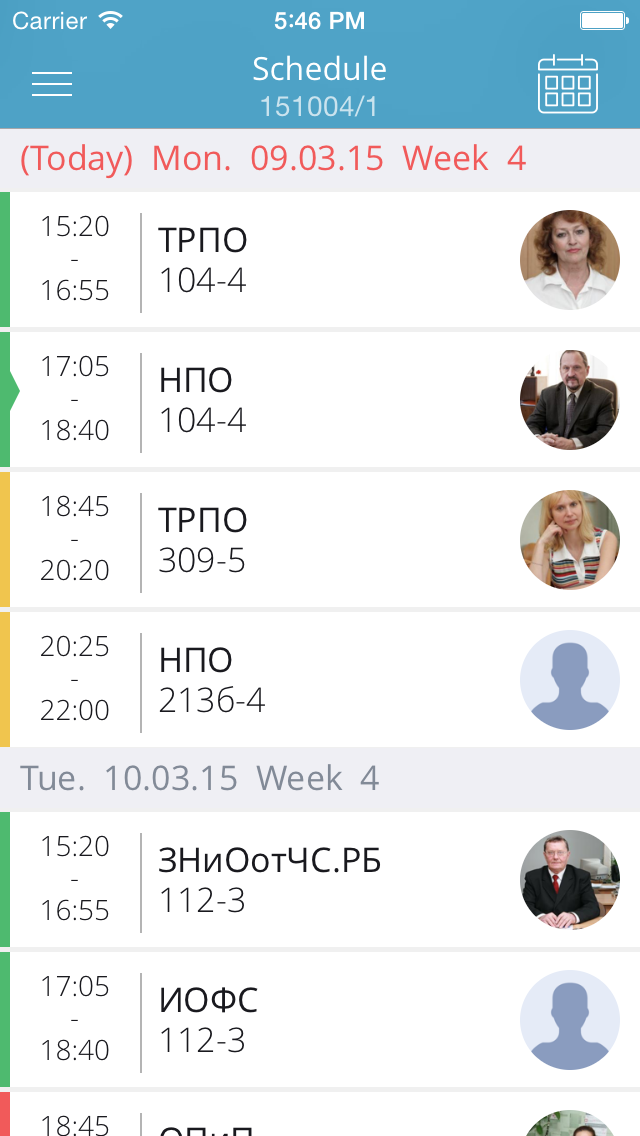 Carrier 5:46 PM
Schedule
151004/1
(Today) Mon. 09.03.15 Week 4
15:20
-
16:55
ТРПО
104-4
17:05
-
18:40
НПО
104-4
18:45
-
20:20
ТРПО
309-5
20:25
-
22:00
НПО
213б-4
Tue. 10.03.15 Week 4
15:20
-
16:55
ЗНиОотЧС.РБ
112-3
17:05
-
18:40
ИОФС
112-3
18:45
ОПиП